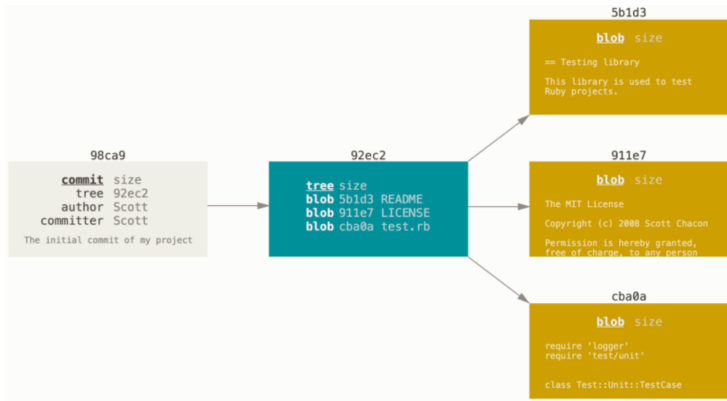 98ca9
commit size
tree 92ec2
author Scott
committer Scott
The initial commit of my project
92ec2
tree size
blob 5b1d3 README
blob 911e7 LICENSE
blob cba0a test.rb
5b1d3
blob size
== Testing library
This library is used to test
Ruby projects.
911e7
blob size
The MIT License
Copyright (c) 2008 Scott Chacon
Permission is hereby granted,
free of charge, to any person
cba0a
blob size
require 'logger'
require 'test/unit'
class Test::Unit::TestCase